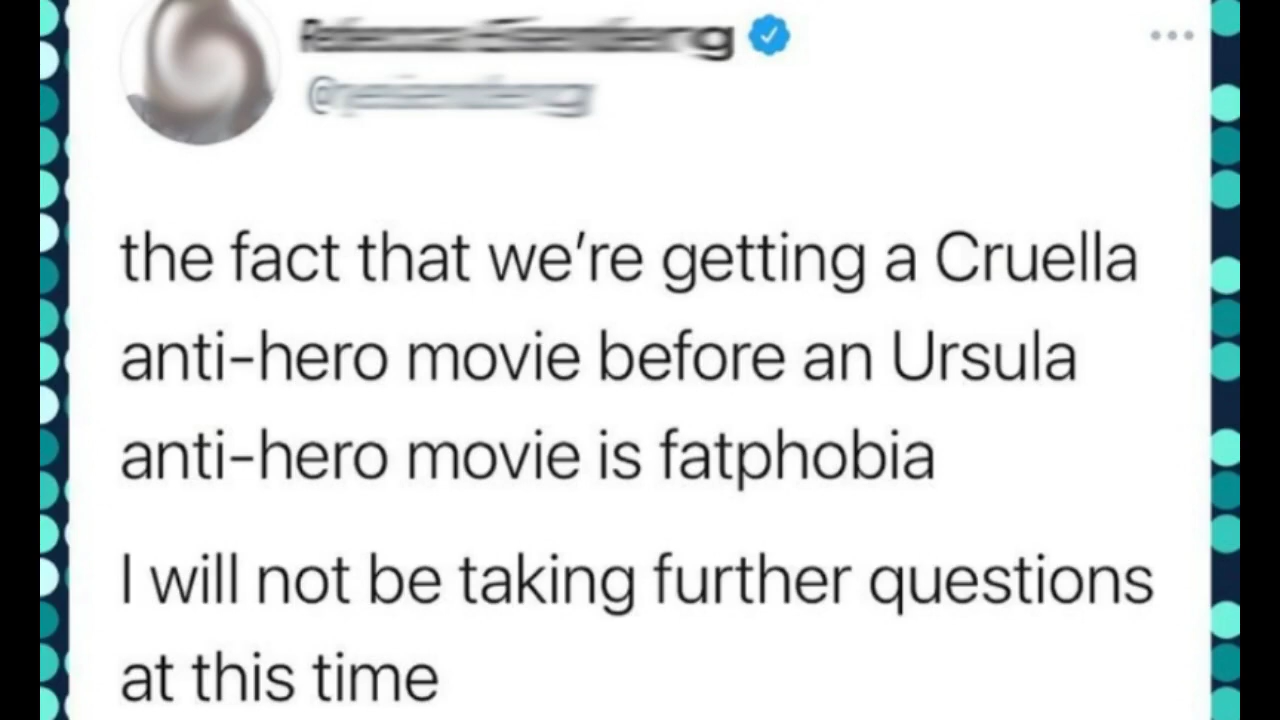 the fact that we're getting a Cruella
anti-hero movie before an Ursula
anti-hero movie is fatphobia
I will not be taking further questions
at this time